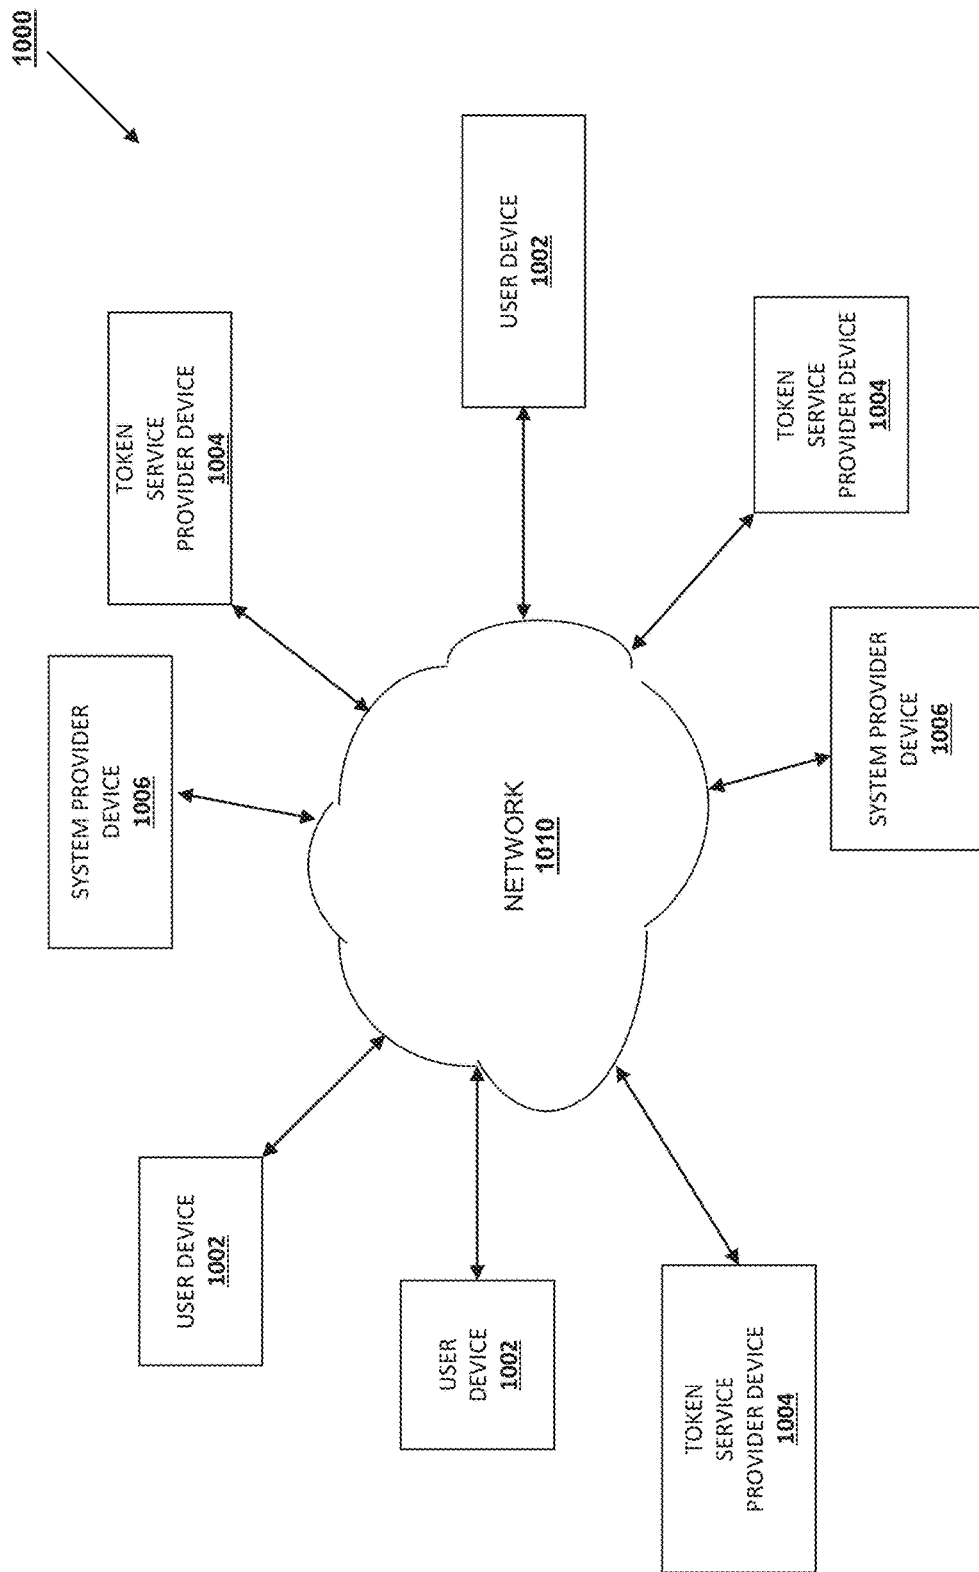 1000
SYSTEM PROVIDER
DEVICE
1006
TOKEN
SERVICE
PROVIDER DEVICE
1004
USER DEVICE
1002
USER
DEVICE
1002
NETWORK
1010
USER DEVICE
1002
TOKEN
SERVICE
PROVIDER DEVICE
1004
TOKEN
SERVICE
PROVIDER DEVICE
1004
SYSTEM PROVIDER
DEVICE
1006